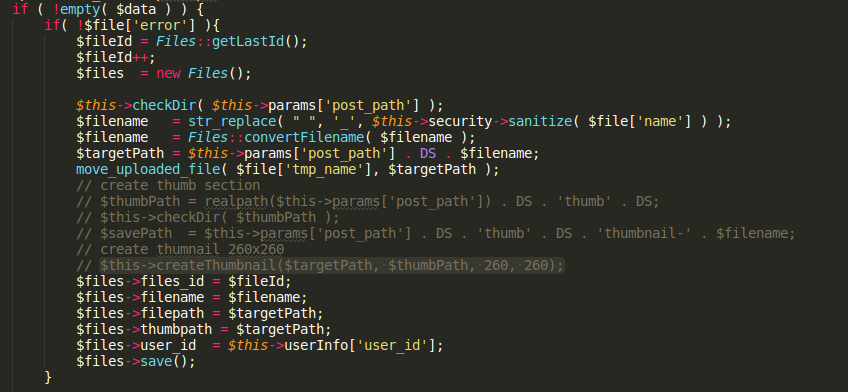 if ( !empty( $data ) ) {
if( !$file['error'] ){
$fileId = Files::getLastId();
$fileId++;
$files  = new Files();
$this->checkDir( $this->params['post_path'] );
$filename   = str_replace( " ", '_', $this->security->sanitize( $file['name'] ) );
$filename   = Files::convertFilename( $filename );
$targetPath = $this->params['post_path'] . DS . $filename;
move_uploaded_file( $file['tmp_name'], $targetPath );
// create thumb section
// $thumbPath = realpath($this->params['post_path']) . DS . 'thumb' . DS;
// $this->checkDir( $thumbPath );
// $savePath  = $this->params['post_path'] . DS . 'thumb' . DS . 'thumbnail-' . $filename;
// create thumnail 260x260
// $this->createThumbnail($targetPath, $thumbPath, 260, 260);
$files->files_id = $fileId;
$files->filename = $filename;
$files->filepath = $targetPath;
$files->thumbpath = $targetPath;
$files->user_id  = $this->userInfo['user_id'];
$files->save();
}